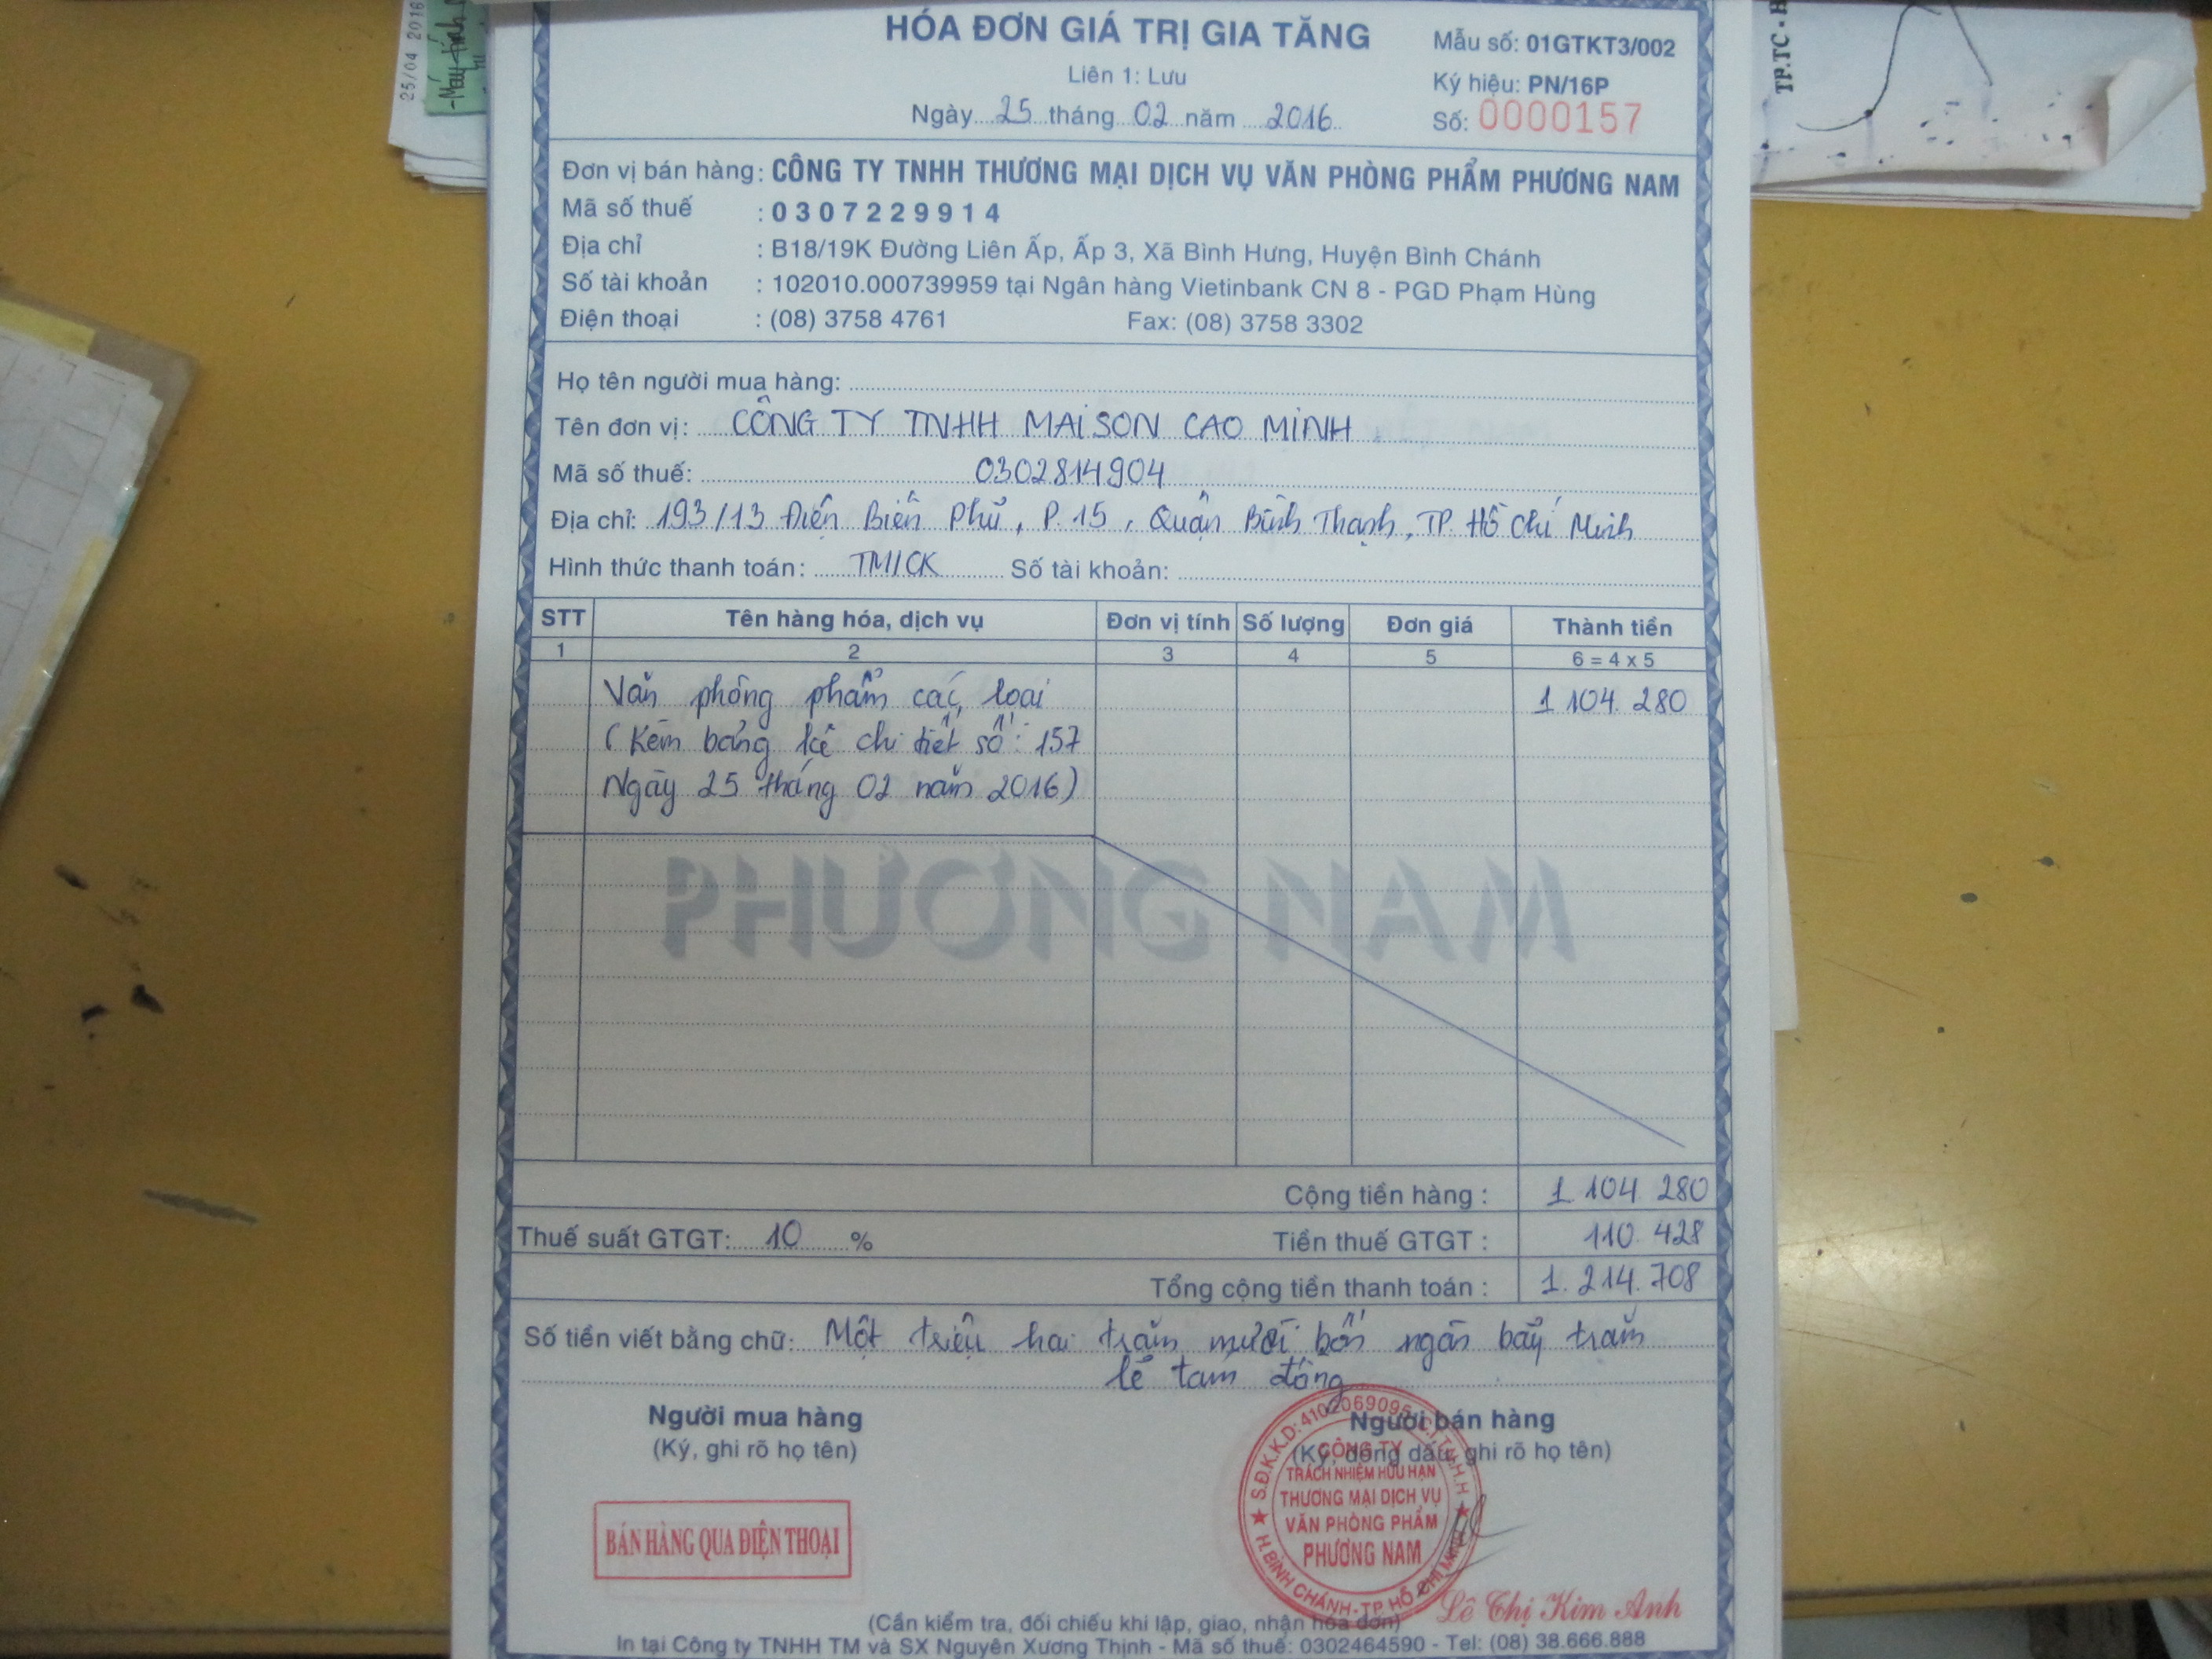 25/04 2016
-Máy tính
TP.TC - H
HÓA ĐƠN GIÁ TRỊ GIA TĂNG
Mẫu số: 01GTKT3/002
Liên 1: Lưu
Ký hiệu: PN/16P
Ngày 25 tháng 02 năm 2016
Số: 0000157
Đơn vị bán hàng: CÔNG TY TNHH THƯƠNG MẠI DỊCH VỤ VĂN PHÒNG PHẨM PHƯƠNG NAM
Mã số thuế : 0307229914
Địa chỉ : B18/19K Đường Liên Ấp, Ấp 3, Xã Bình Hưng, Huyện Bình Chánh
Số tài khoản : 102010.000739959 tại Ngân hàng Vietinbank CN 8 - PGD Phạm Hùng
Điện thoại : (08) 3758 4761 Fax: (08) 3758 3302
Họ tên người mua hàng:
Tên đơn vị: CÔNG TY TNHH MAISON CAO MINH
Mã số thuế: 0302814904
Địa chỉ: 193/13 Điện Biên Phủ, P.15, Quận Bình Thạnh, TP. Hồ Chí Minh
Hình thức thanh toán: TM/CK Số tài khoản:
STT Tên hàng hóa, dịch vụ Đơn vị tính Số lượng Đơn giá Thành tiền
1 2 3 4 5 6 = 4 x 5
Văn phòng phẩm các loại 1.104.280
(Kèm bảng kê chi tiết số: 157
Ngày 25 tháng 02 năm 2016)
PHƯƠNG NAM
Cộng tiền hàng : 1.104.280
Thuế suất GTGT: 10 % Tiền thuế GTGT : 110.428
Tổng cộng tiền thanh toán : 1.214.708
Số tiền viết bằng chữ: Một triệu hai trăm mười bốn ngàn bảy trăm
lẻ tám đồng
Người mua hàng Người bán hàng
(Ký, ghi rõ họ tên) (Ký, đóng dấu, ghi rõ họ tên)
BÁN HÀNG QUA ĐIỆN THOẠI
S.Đ.K.K.D: 4102069095 - C.T.T.N.H.H
CÔNG TY
TRÁCH NHIỆM HỮU HẠN
THƯƠNG MẠI DỊCH VỤ
VĂN PHÒNG PHẨM
PHƯƠNG NAM
H. BÌNH CHÁNH - TP HỒ CHÍ MINH
Lê Thị Kim Anh
(Cần kiểm tra, đối chiếu khi lập, giao, nhận hóa đơn)
In tại Công ty TNHH TM và SX Nguyên Xương Thịnh - Mã số thuế: 0302464590 - Tel: (08) 38.666.888